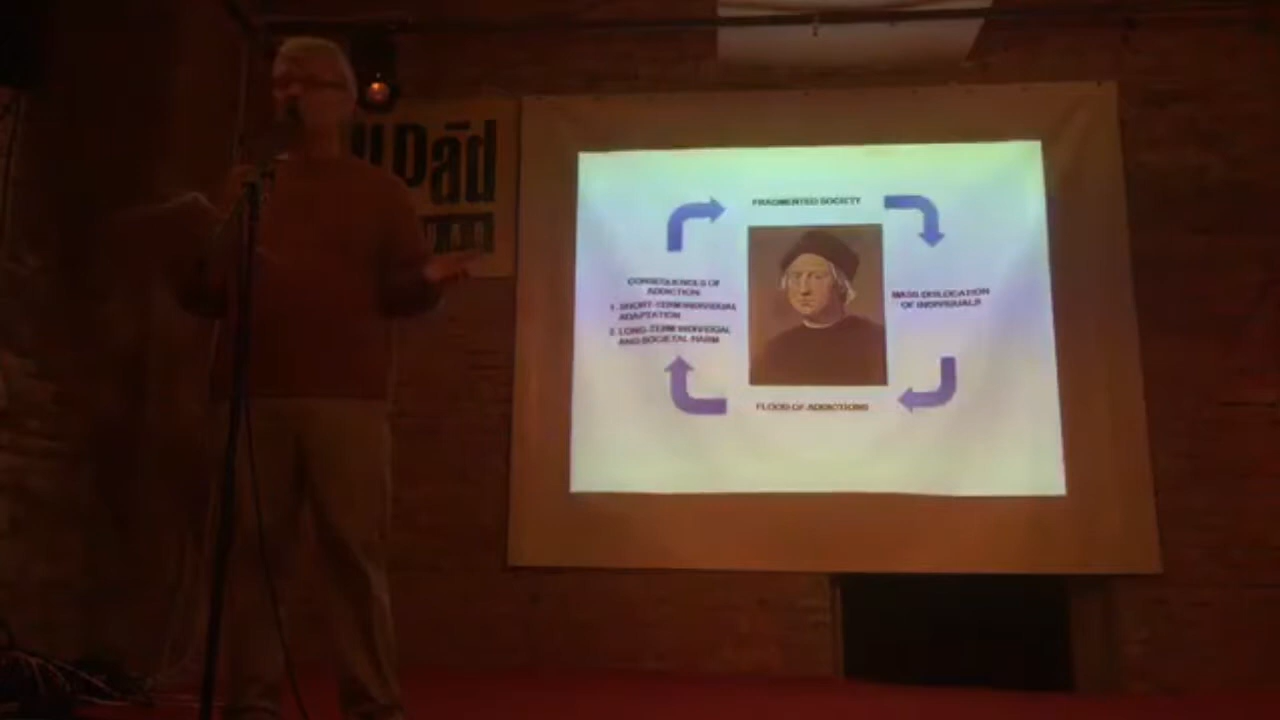 Pad
FRAGMENTED SOCIETY
CONSEQUENCES OF
ADDICTION:
1. SHORT-TERM INDIVIDUAL
ADAPTATION
2. LONG-TERM INDIVIDUAL
AND SOCIETAL HARM
MASS DISLOCATION
OF INDIVIDUALS
FLOOD OF ADDICTIONS